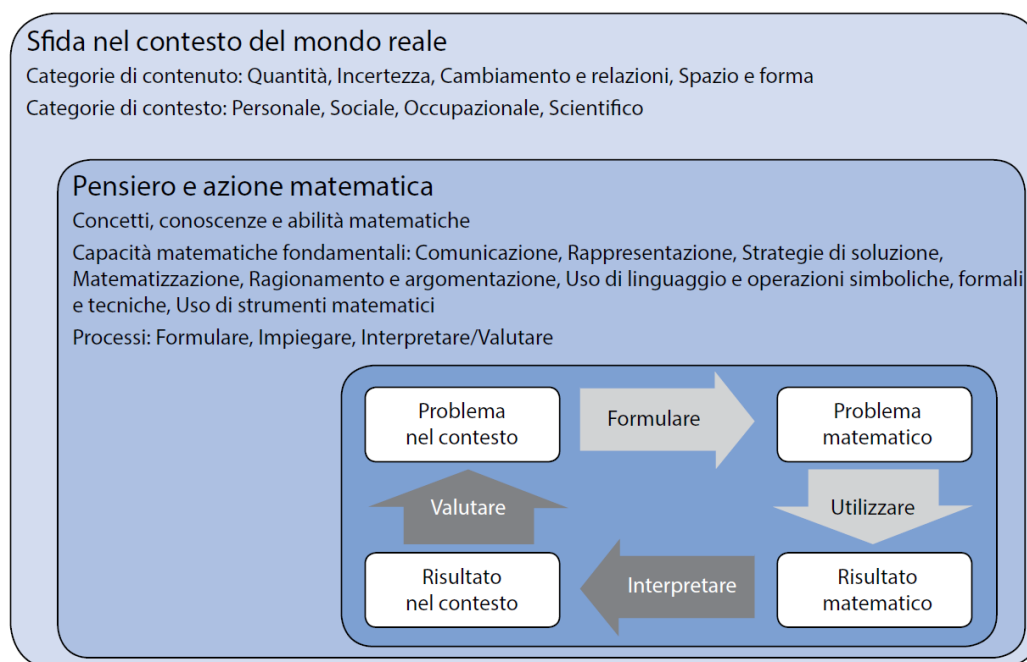 Sfida nel contesto del mondo reale
Categorie di contenuto: Quantità, Incertezza, Cambiamento e relazioni, Spazio e forma
Categorie di contesto: Personale, Sociale, Occupazionale, Scientifico
Pensiero e azione matematica
Concetti, conoscenze e abilità matematiche
Capacità matematiche fondamentali: Comunicazione, Rappresentazione, Strategie di soluzione,
Matematizzazione, Ragionamento e argomentazione, Uso di linguaggio e operazioni simboliche, formali
e tecniche, Uso di strumenti matematici
Processi: Formulare, Impiegare, Interpretare/Valutare
Problema
nel contesto
Formulare
Problema
matematico
Valutare
Utilizzare
Risultato
nel contesto
Interpretare
Risultato
matematico